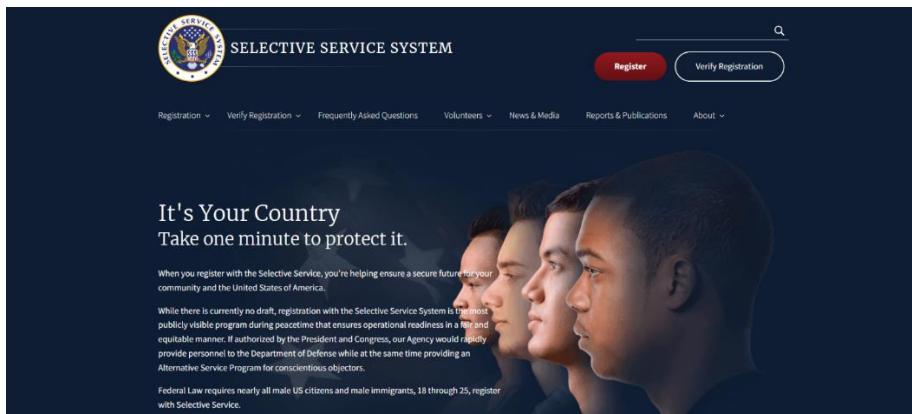 SELECTIVE SERVICE SYSTEM
SELECTIVE SERVICE SYSTEM
Register
Verify Registration
Registration
Verify Registration
Frequently Asked Questions
Volunteers
News & Media
Reports & Publications
About
It's Your Country
Take one minute to protect it.
When you register with the Selective Service, you're helping ensure a secure future for your
community and the United States of America.
While there is currently no draft, registration with the Selective Service System is the most
publicly visible program during peacetime that ensures operational readiness in a fair and
equitable manner. If authorized by the President and Congress, our Agency would rapidly
provide personnel to the Department of Defense while at the same time providing an
Alternative Service Program for conscientious objectors.
Federal Law requires nearly all male US citizens and male immigrants, 18 through 25, register
with Selective Service.